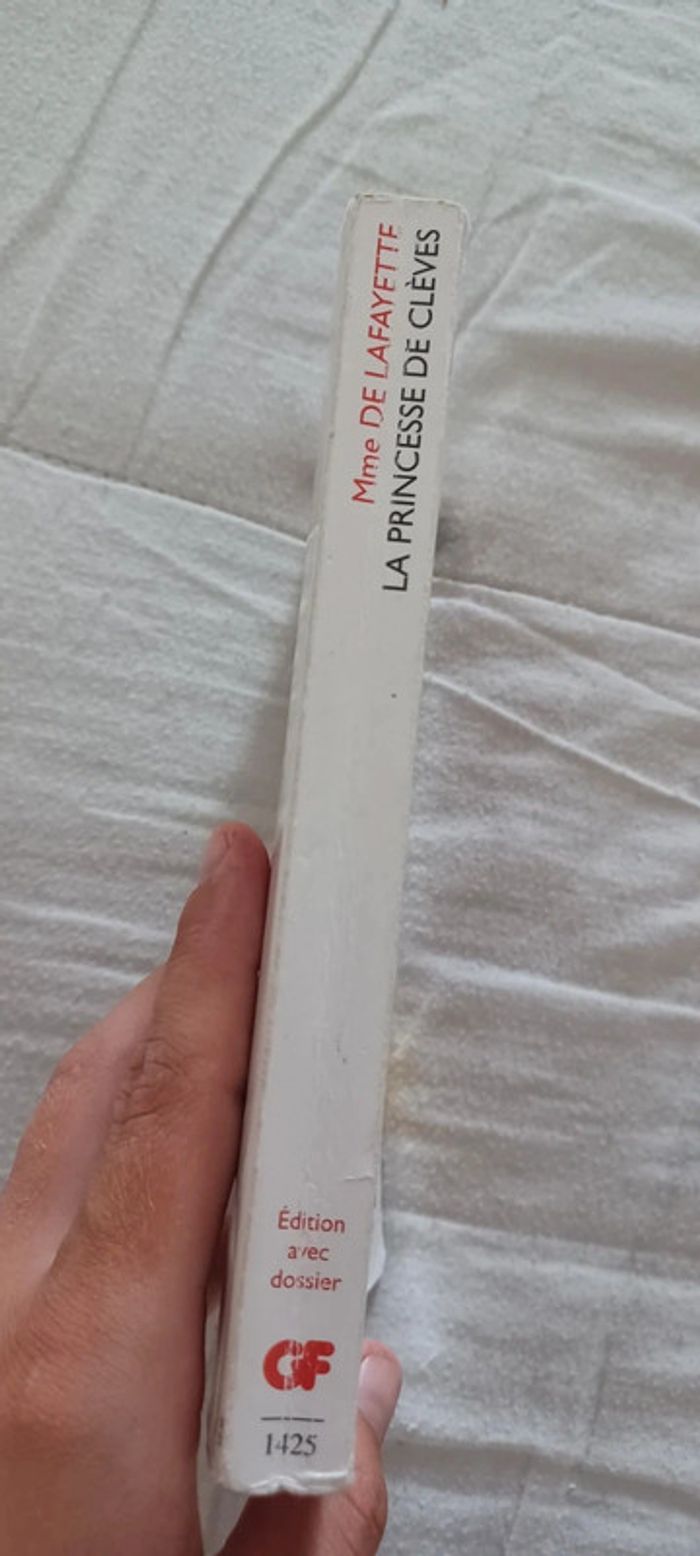 Mme DE LAFAYETTE
LA PRINCESSE DE CLÈVES
Édition
avec
dossier
GF
1425